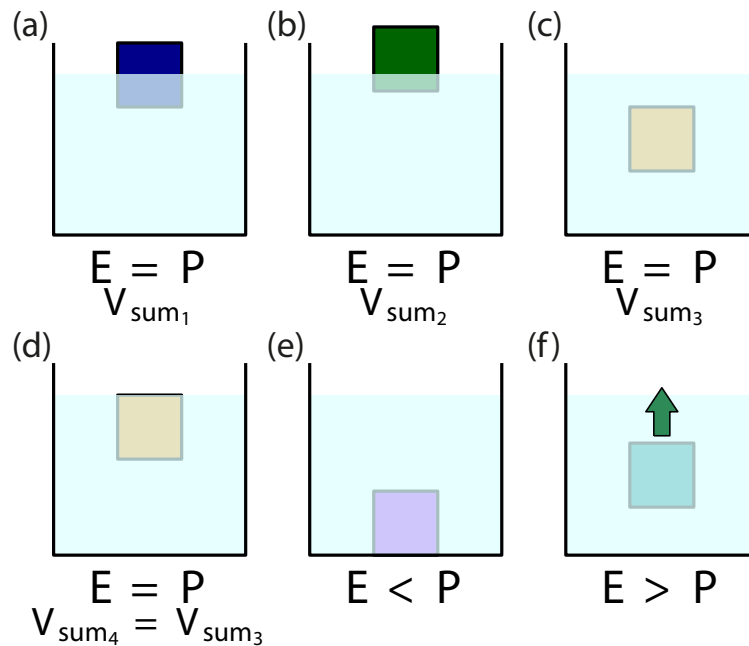 (a)
(b)
(c)
E = P
V sum₁
E = P
V sum₂
E = P
V sum₃
(d)
(e)
(f)
E = P
V sum₄ = V sum₃
E < P
E > P